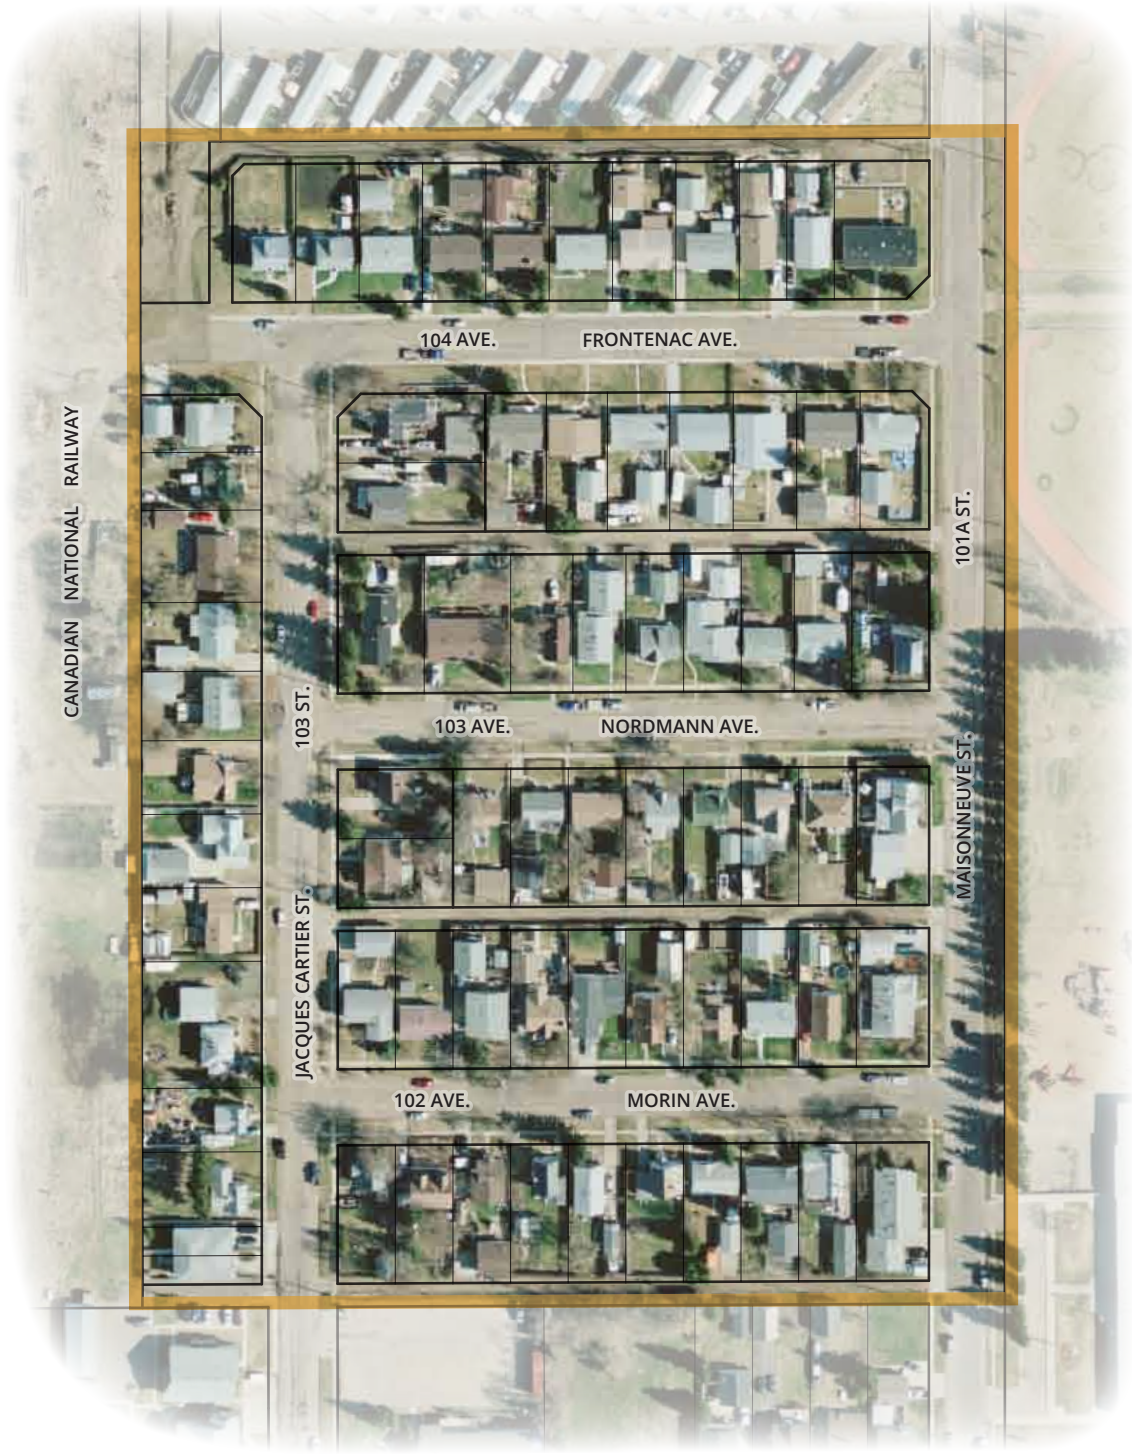 104 AVE. FRONTENAC AVE.
CANADIAN NATIONAL RAILWAY
101A ST.
103 ST.
103 AVE. NORDMANN AVE.
MAISONNEUVE ST.
JACQUES CARTIER ST.
102 AVE. MORIN AVE.